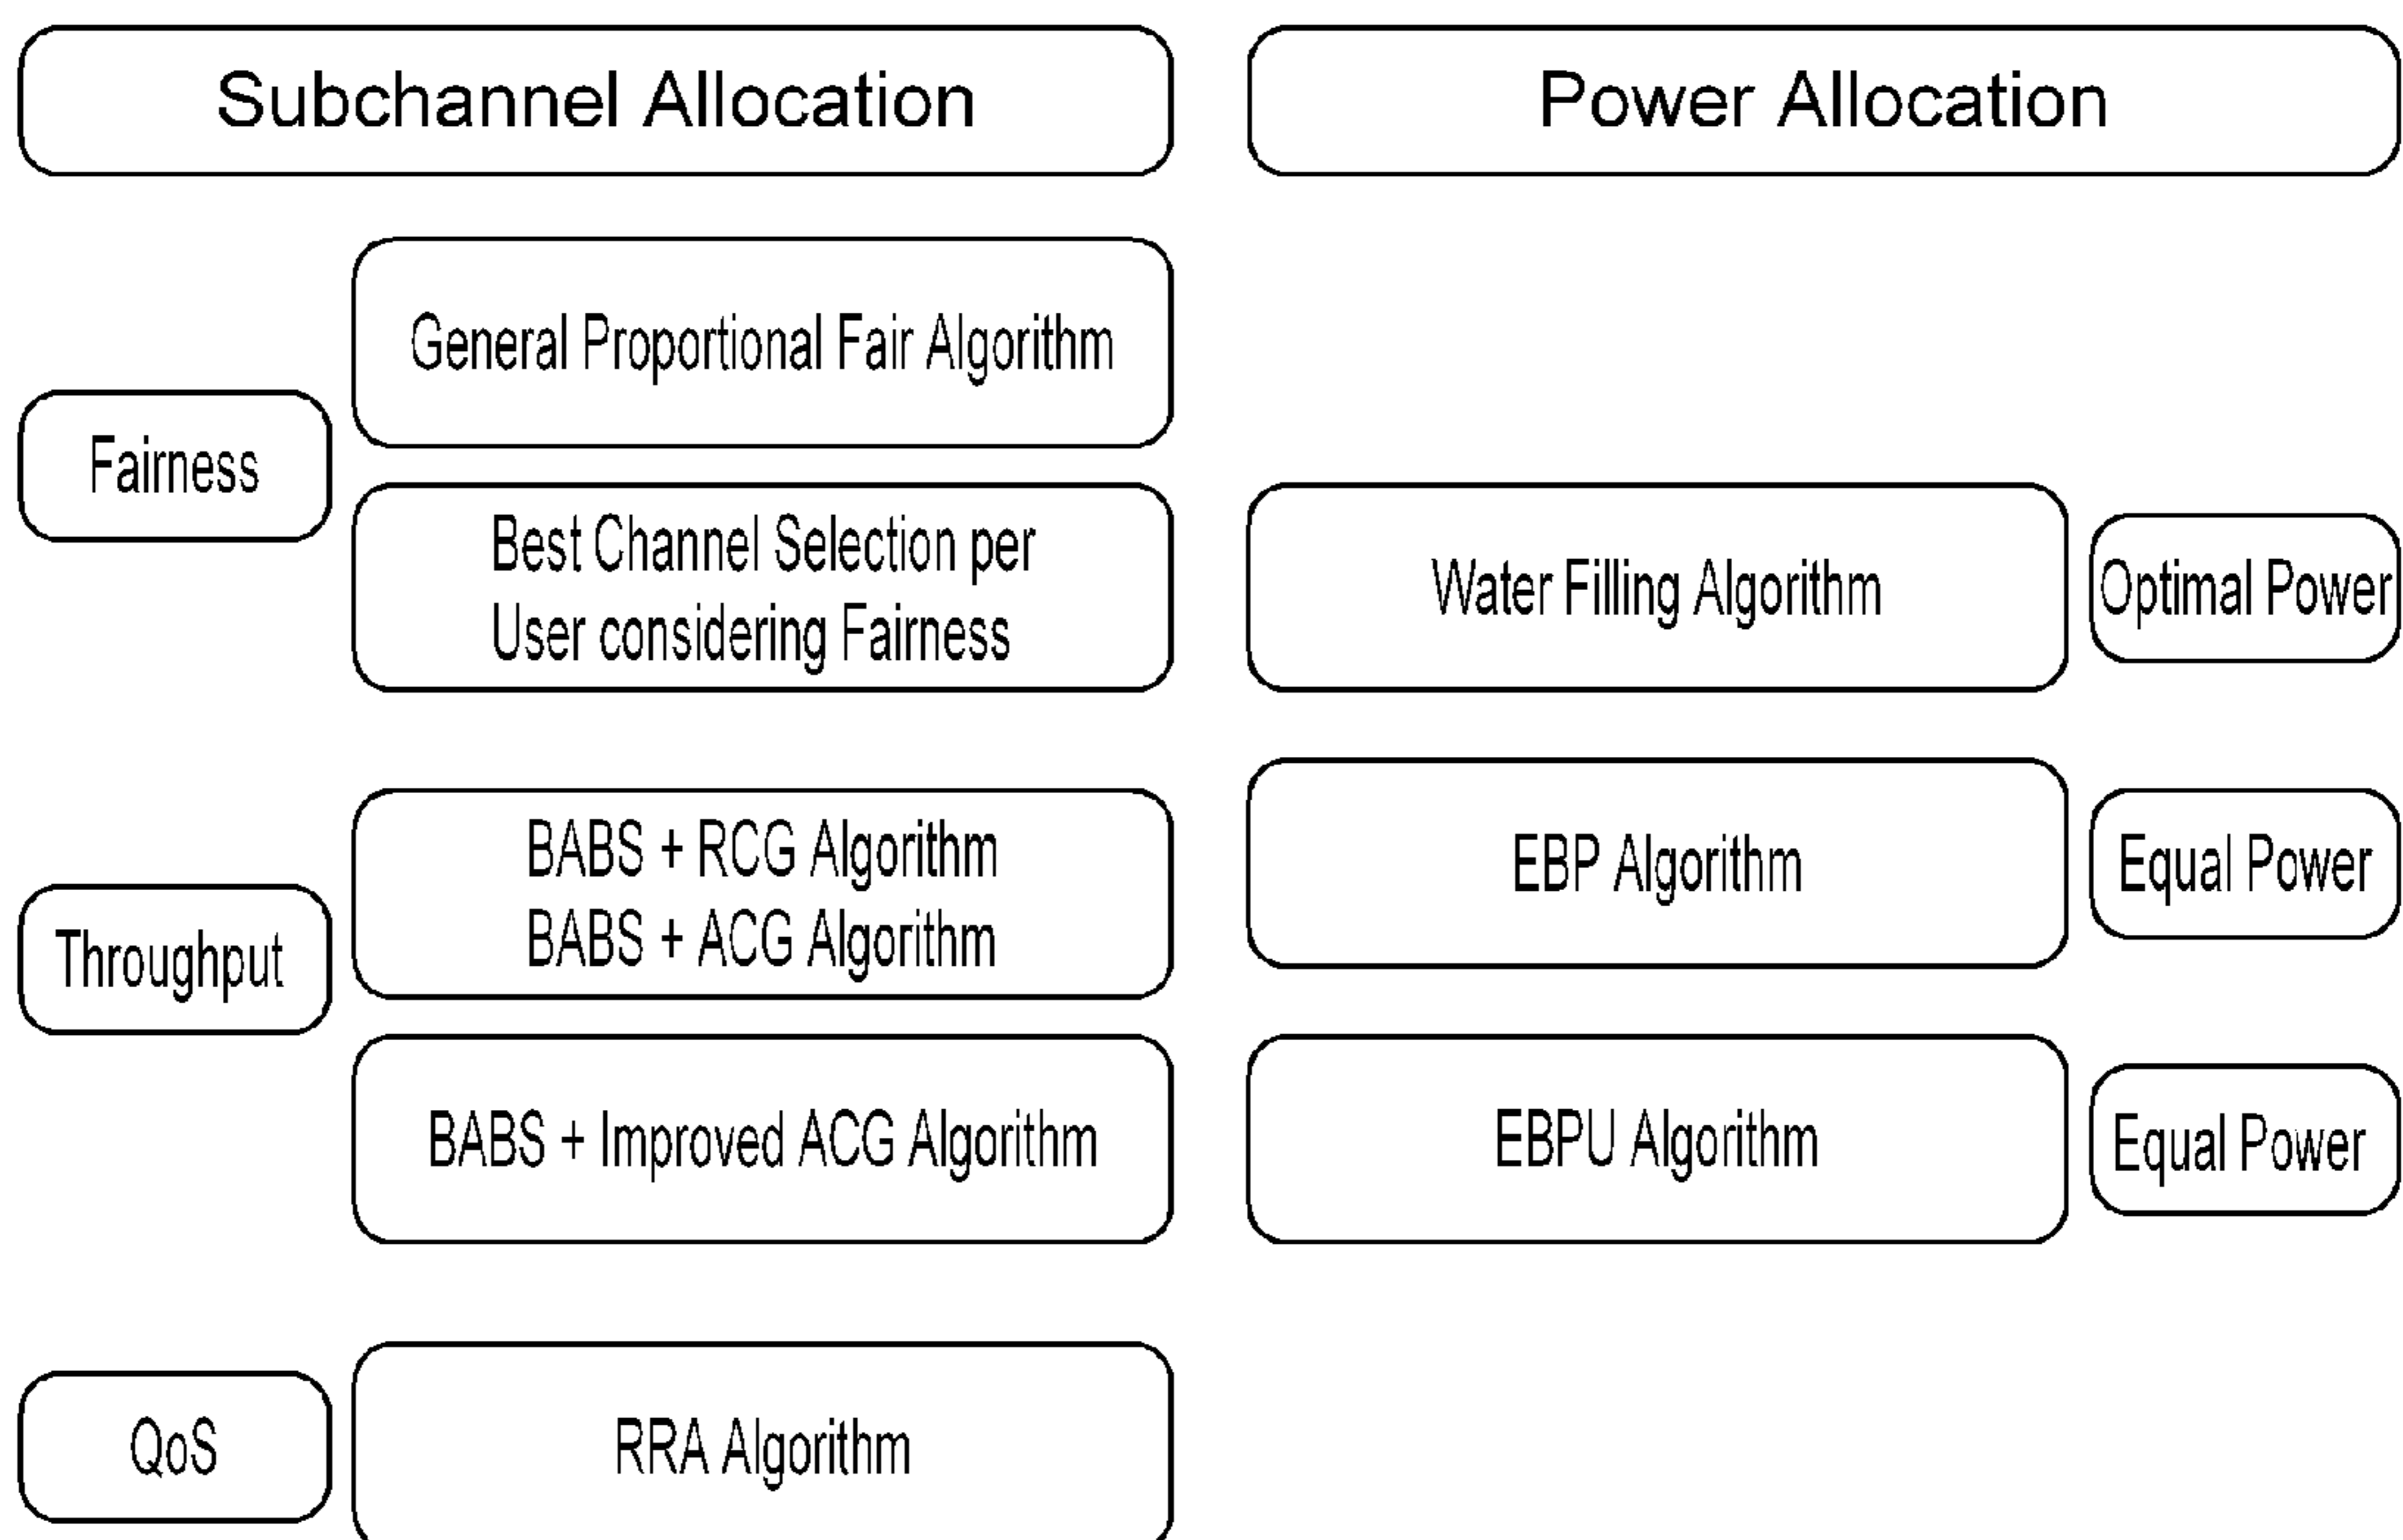 Subchannel Allocation
Power Allocation
Fairness
General Proportional Fair Algorithm
Best Channel Selection per
User considering Fairness
Throughput
BABS + RCG Algorithm
BABS + ACG Algorithm
BABS + Improved ACG Algorithm
QoS
RRA Algorithm
Water Filling Algorithm
Optimal Power
EBP Algorithm
Equal Power
EBPU Algorithm
Equal Power